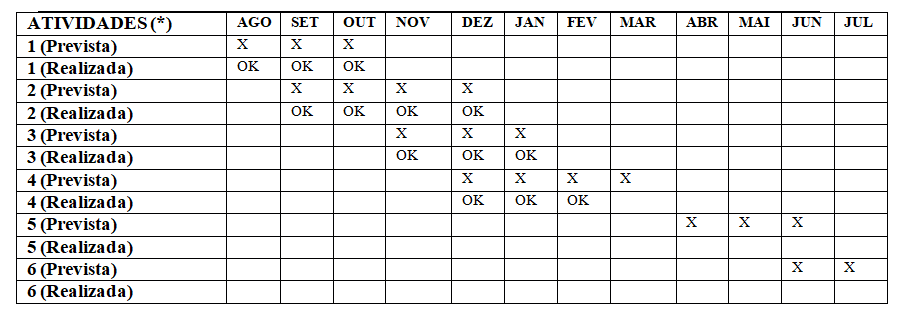 ATIVIDADES (*) AGO SET OUT NOV DEZ JAN FEV MAR ABR MAI JUN JUL
1 (Prevista) X X X
1 (Realizada) OK OK OK
2 (Prevista) X X X X
2 (Realizada) OK OK OK OK
3 (Prevista) X X X
3 (Realizada) OK OK OK
4 (Prevista) X X X X
4 (Realizada) OK OK OK
5 (Prevista) X X X
5 (Realizada)
6 (Prevista) X X
6 (Realizada)